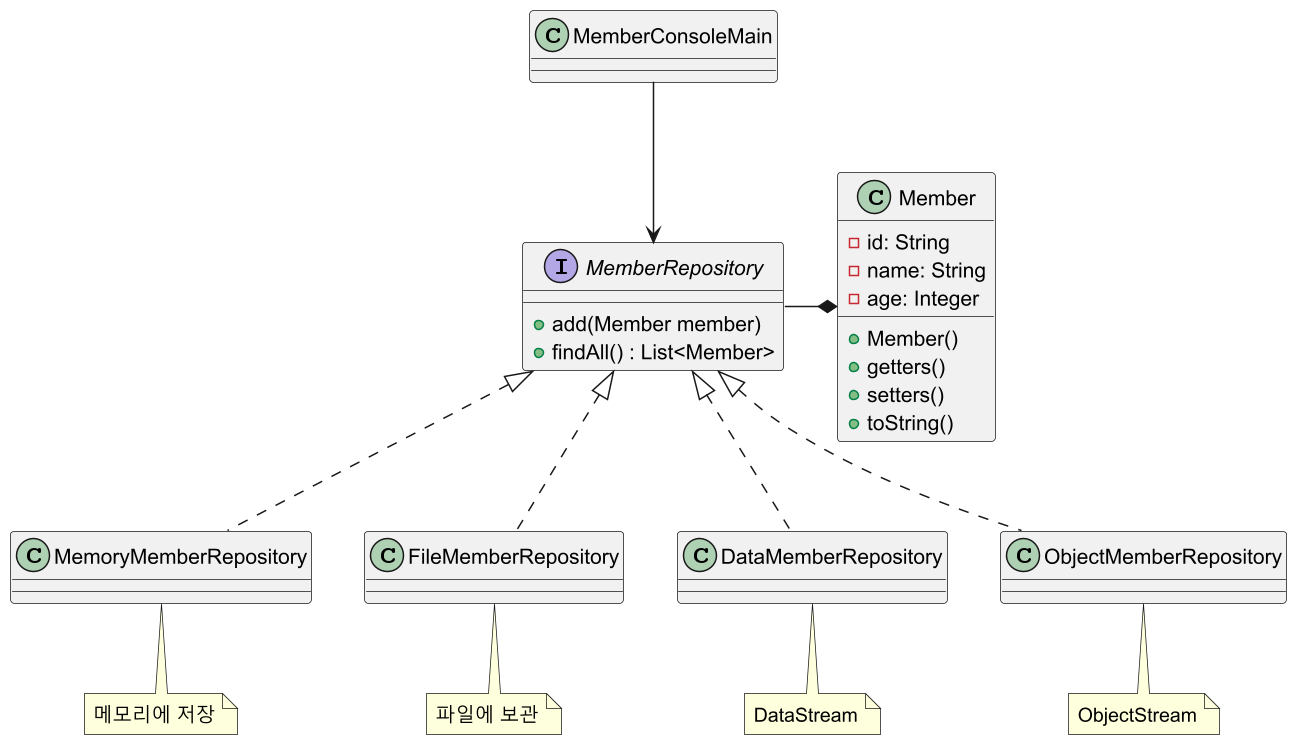 C MemberConsoleMain
C Member
id: String
name: String
age: Integer
Member()
getters()
setters()
toString()
I MemberRepository
add(Member member)
findAll() : List<Member>
C MemoryMemberRepository
C FileMemberRepository
C DataMemberRepository
C ObjectMemberRepository
메모리에 저장
파일에 보관
DataStream
ObjectStream